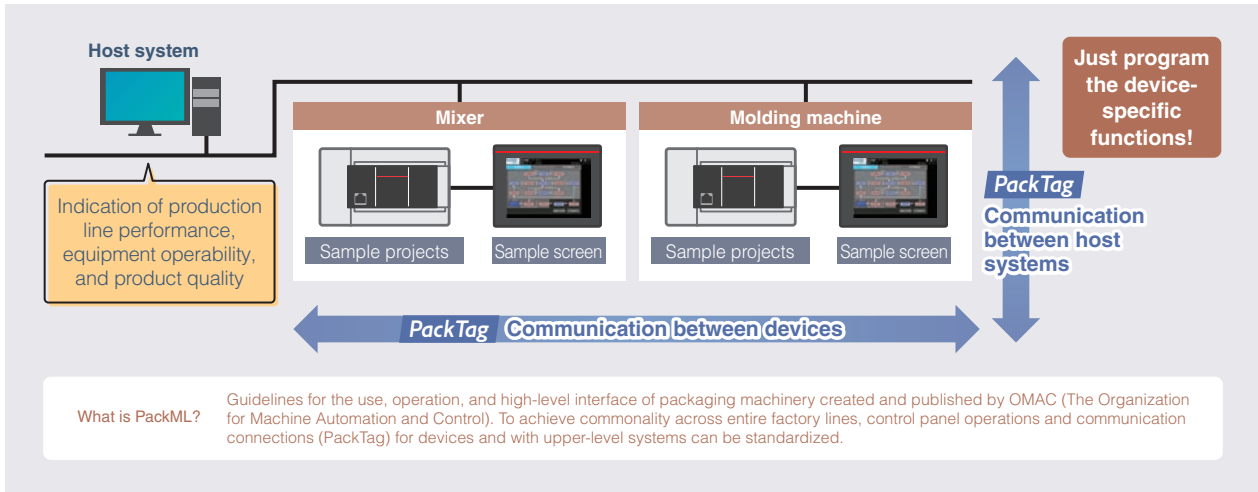 Host system
Just program
the device-
specific
functions!
Mixer
Molding machine
Indication of production
line performance,
equipment operability,
and product quality
Sample projects
Sample screen
Sample projects
Sample screen
PackTag
Communication
between host
systems
PackTag Communication between devices
What is PackML?
Guidelines for the use, operation, and high-level interface of packaging machinery created and published by OMAC (The Organization
for Machine Automation and Control). To achieve commonality across entire factory lines, control panel operations and communication
connections (PackTag) for devices and with upper-level systems can be standardized.